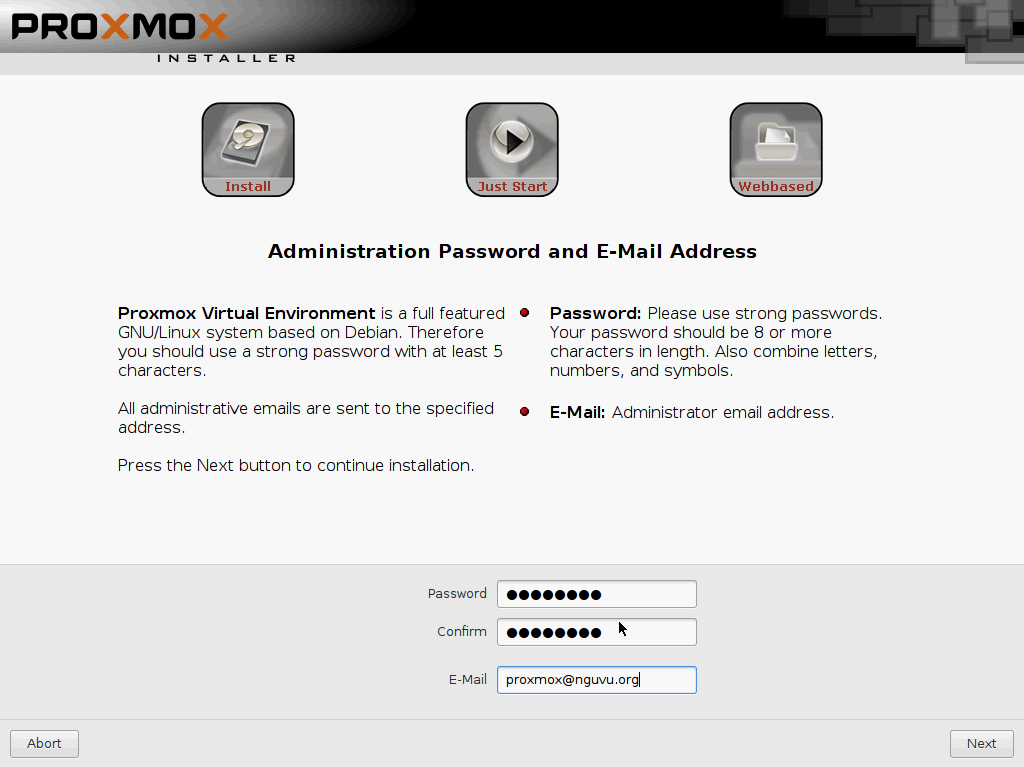 PROXMOX
INSTALLER
Install
Just Start
Webbased
Administration Password and E-Mail Address
Proxmox Virtual Environment is a full featured
GNU/Linux system based on Debian. Therefore
you should use a strong password with at least 5
characters.
All administrative emails are sent to the specified
address.
Press the Next button to continue installation.
Password: Please use strong passwords.
Your password should be 8 or more
characters in length. Also combine letters,
numbers, and symbols.
E-Mail: Administrator email address.
Password ●●●●●●●●
Confirm ●●●●●●●●
E-Mail proxmox@nguvu.org
Abort
Next